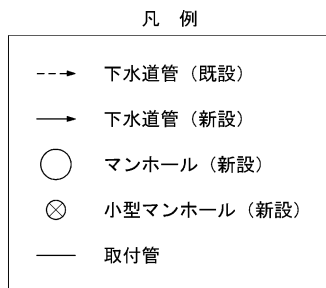 凡 例
下水道管（既設）
下水道管（新設）
マンホール（新設）
小型マンホール（新設）
取付管